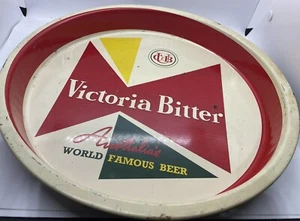 CUB
Victoria Bitter
Australia's
WORLD FAMOUS BEER